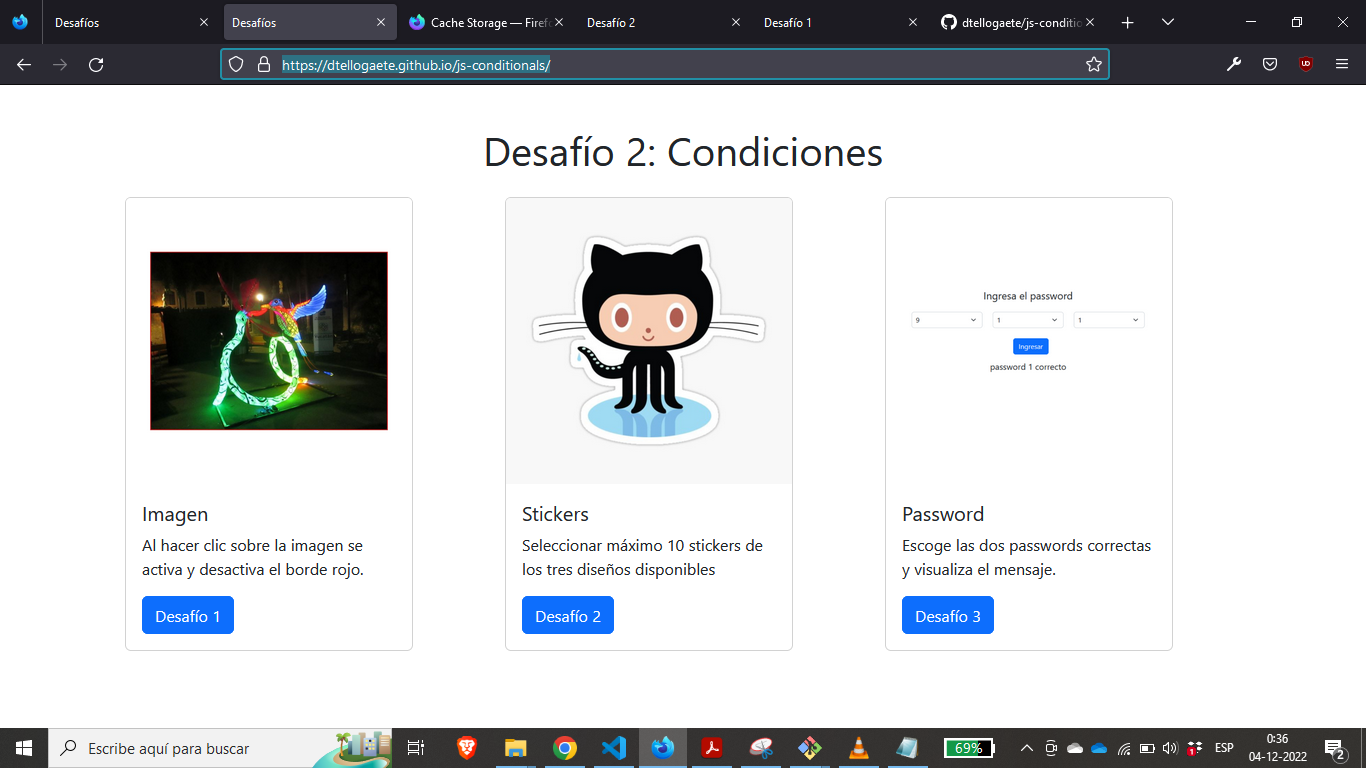 Desafíos
Desafíos
Cache Storage — Firef
Desafío 2
Desafío 1
dtellogaete/js-conditio
https://dtellogaete.github.io/js-conditionals/
Desafío 2: Condiciones
Ingresa el password
9
1
1
Ingresar
password 1 correcto
Imagen
Al hacer clic sobre la imagen se
activa y desactiva el borde rojo.
Desafío 1
Stickers
Seleccionar máximo 10 stickers de
los tres diseños disponibles
Desafío 2
Password
Escoge las dos passwords correctas
y visualiza el mensaje.
Desafío 3
Escribe aquí para buscar
69%
ESP
0:36
04-12-2022
2